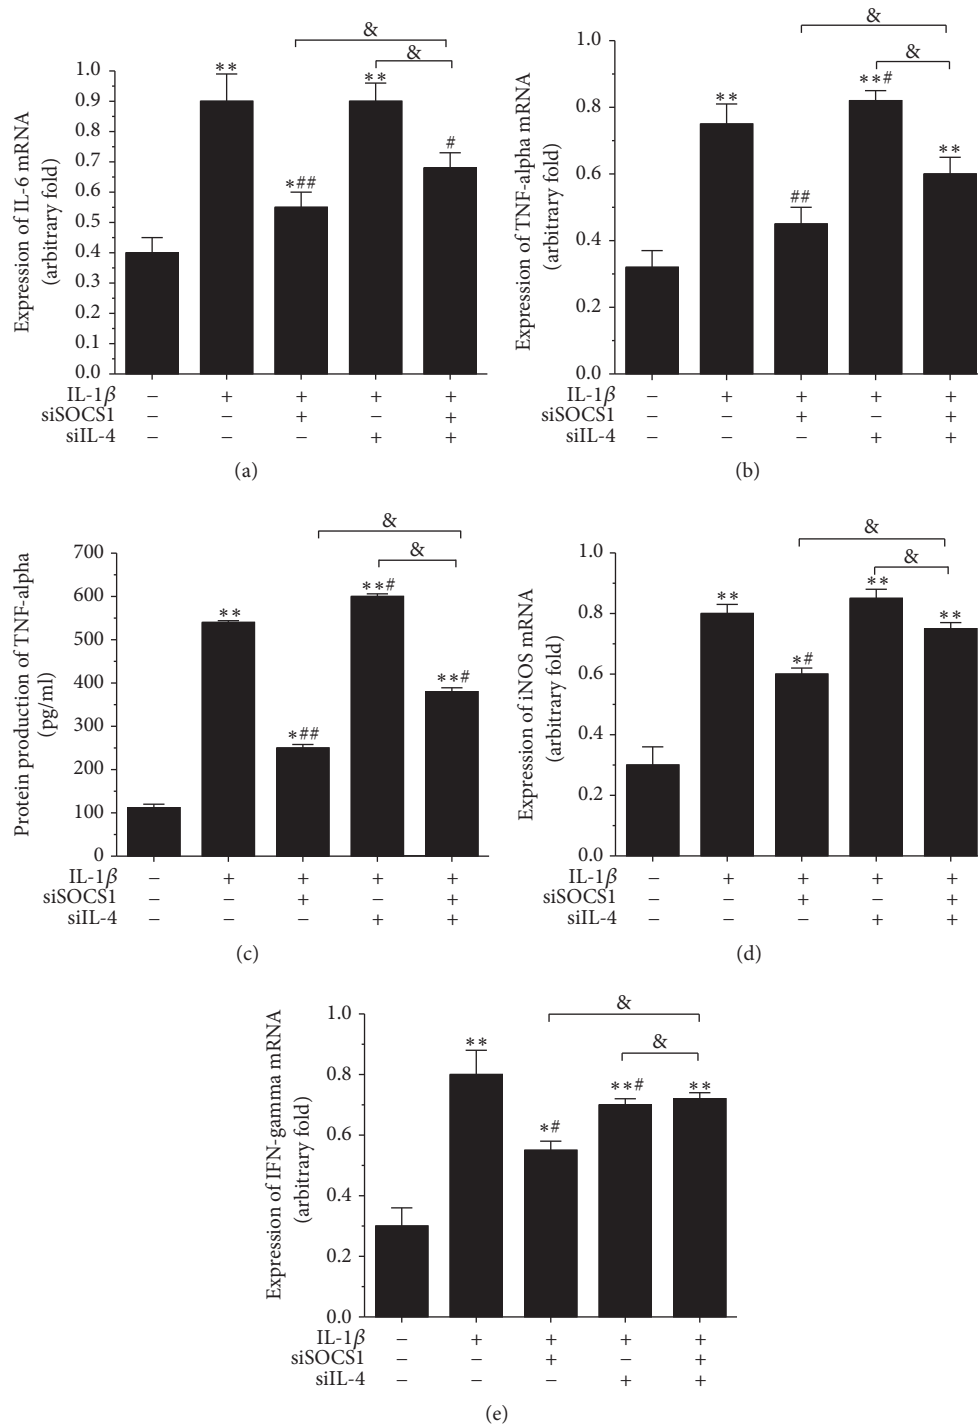 &
&
**
**
#
*##
1.0
0.9
0.8
0.7
0.6
0.5
0.4
0.3
0.2
0.1
0.0
Expression of IL-6 mRNA
(arbitrary fold)
IL-1β – + + + +
siSOCS1 – – + – +
siIL-4 – – – + +
(a)
&
&
**#
**
**
##
1.0
0.8
0.6
0.4
0.2
0.0
Expression of TNF-alpha mRNA
(arbitrary fold)
IL-1β – + + + +
siSOCS1 – – + – +
siIL-4 – – – + +
(b)
&
&
**#
**
**#
*##
700
600
500
400
300
200
100
0
Protein production of TNF-alpha
(pg/ml)
IL-1β – + + + +
siSOCS1 – – + – +
siIL-4 – – – + +
(c)
&
&
**
**
**
*#
1.0
0.8
0.6
0.4
0.2
0.0
Expression of iNOS mRNA
(arbitrary fold)
IL-1β – + + + +
siSOCS1 – – + – +
siIL-4 – – – + +
(d)
&
&
**
**#
**
*#
1.0
0.8
0.6
0.4
0.2
0.0
Expression of IFN-gamma mRNA
(arbitrary fold)
IL-1β – + + + +
siSOCS1 – – + – +
siIL-4 – – – + +
(e)